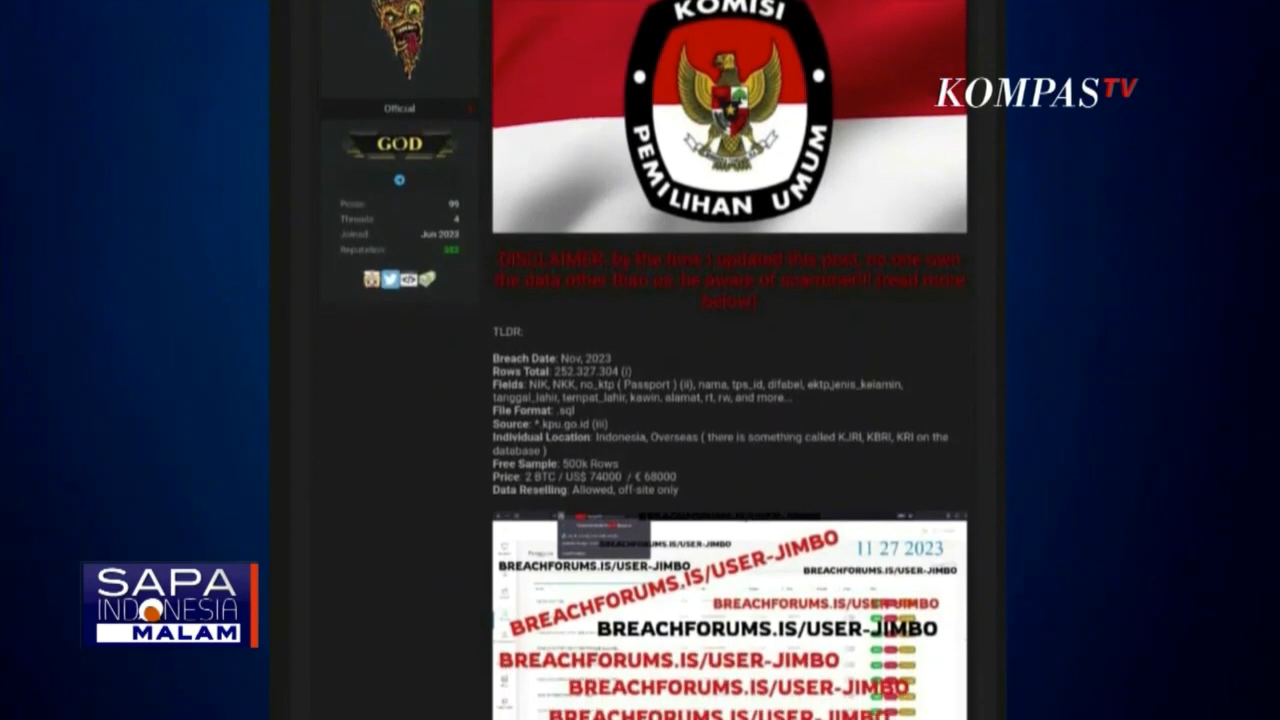 KOMISI
PEMILIHAN UMUM
KOMPASTV
Official
GOD
Posts: 99
Threads: 4
Joined: Jun 2023
Reputation:
DISCLAIMER: by the time I updated this post, no one own
the data other than us, be aware of scammer!!! (read more
below)
TLDR:
Breach Date: Nov, 2023
Rows Total: 252.327.304 (i)
Fields: NIK, NKK, no_ktp ( Passport ) (ii), nama, tps_id, difabel, ektp,jenis_kelamin,
tanggal_lahir, tempat_lahir, kawin, alamat, rt, rw, and more...
File Format: .sql
Source: *.kpu.go.id (iii)
Individual Location: Indonesia, Overseas ( there is something called KJRI, KBRI, KRI on the
database )
Free Sample: 500k Rows
Price: 2 BTC / US$ 74000 / € 68000
Data Reselling: Allowed, off-site only
11 27 2023
BREACHFORUMS.IS/USER-JIMBO
BREACHFORUMS.IS/USER-JIMBO
BREACHFORUMS.IS/USER-JIMBO
BREACHFORUMS.IS/USER-JIMBO
BREACHFORUMS.IS/USER-JIMBO
BREACHFORUMS.IS/USER-JIMBO
BREACHFORUMS.IS/USER-JIMBO
BREACHFORUMS.IS/USER-JIMBO
BREACHFORUMS.IS/USER-JIMBO
SAPA
INDONESIA
MALAM